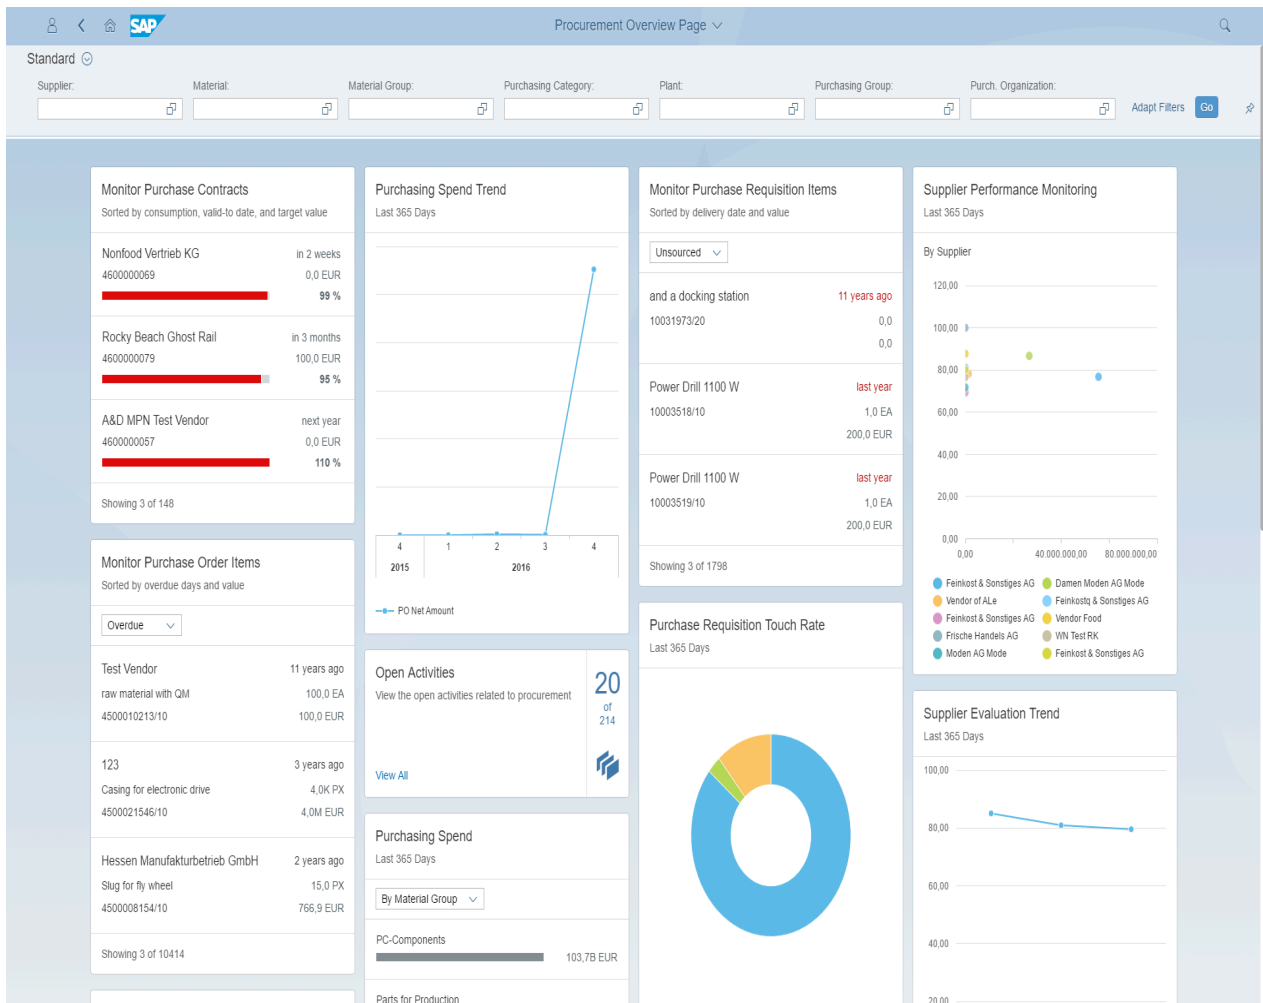 SAP
Procurement Overview Page
Standard
Supplier:
Material:
Material Group:
Purchasing Category:
Plant:
Purchasing Group:
Purch. Organization:
Adapt Filters
Go
Monitor Purchase Contracts
Sorted by consumption, valid-to date, and target value
Nonfood Vertrieb KG in 2 weeks
4600000069 0,0 EUR
99 %
Rocky Beach Ghost Rail in 3 months
4600000079 100,0 EUR
95 %
A&D MPN Test Vendor next year
4600000057 0,0 EUR
110 %
Showing 3 of 148
Monitor Purchase Order Items
Sorted by overdue days and value
Overdue
Test Vendor 11 years ago
raw material with QM 100,0 EA
4500010213/10 100,0 EUR
123 3 years ago
Casing for electronic drive 4,0K PX
4500021546/10 4,0M EUR
Hessen Manufakturbetrieb GmbH 2 years ago
Slug for fly wheel 15,0 PX
4500008154/10 766,9 EUR
Showing 3 of 10414
Purchasing Spend Trend
Last 365 Days
4 1 2 3 4
2015 2016
PO Net Amount
Open Activities
View the open activities related to procurement
20
of
214
View All
Purchasing Spend
Last 365 Days
By Material Group
PC-Components
103,7B EUR
Parts for Production
Monitor Purchase Requisition Items
Sorted by delivery date and value
Unsourced
and a docking station 11 years ago
10031973/20 0,0
0,0
Power Drill 1100 W last year
10003518/10 1,0 EA
200,0 EUR
Power Drill 1100 W last year
10003519/10 1,0 EA
200,0 EUR
Showing 3 of 1798
Purchase Requisition Touch Rate
Last 365 Days
Supplier Performance Monitoring
Last 365 Days
By Supplier
120,00
100,00
80,00
60,00
40,00
20,00
0,00
0,00 40.000.000,00 80.000.000,00
Feinkost & Sonstiges AG Damen Moden AG Mode
Vendor of ALe Feinkostq & Sonstiges AG
Feinkost & Sonstiges AG Vendor Food
Frische Handels AG WN Test RK
Moden AG Mode Feinkost & Sonstiges AG
Supplier Evaluation Trend
Last 365 Days
100,00
80,00
60,00
40,00
20,00